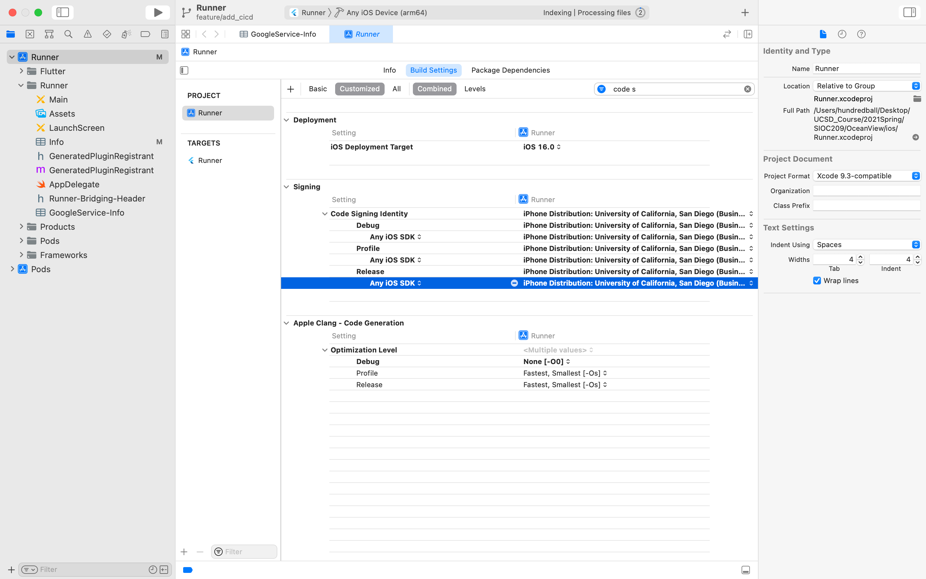 Runner
feature/add_cicd
Runner
Any iOS Device (arm64)
Indexing | Processing files
2
GoogleService-Info
Runner
Runner
M
Runner
Flutter
Runner
Main
Assets
LaunchScreen
Info
M
GeneratedPluginRegistrant
GeneratedPluginRegistrant
AppDelegate
Runner-Bridging-Header
GoogleService-Info
Products
Pods
Frameworks
Pods
Filter
Info
Build Settings
Package Dependencies
PROJECT
Runner
TARGETS
Runner
Filter
Basic
Customized
All
Combined
Levels
code s
Deployment
Setting
Runner
iOS Deployment Target
iOS 16.0
Signing
Setting
Runner
Code Signing Identity
iPhone Distribution: University of California, San Diego (Busin...
Debug
iPhone Distribution: University of California, San Diego (Busin...
Any iOS SDK
iPhone Distribution: University of California, San Diego (Busin...
Profile
iPhone Distribution: University of California, San Diego (Busin...
Any iOS SDK
iPhone Distribution: University of California, San Diego (Busin...
Release
iPhone Distribution: University of California, San Diego (Busin...
Any iOS SDK
iPhone Distribution: University of California, San Diego (Busin...
Apple Clang - Code Generation
Setting
Runner
Optimization Level
<Multiple values>
Debug
None [-O0]
Profile
Fastest, Smallest [-Os]
Release
Fastest, Smallest [-Os]
Identity and Type
Name
Runner
Location
Relative to Group
Runner.xcodeproj
Full Path
/Users/hundredball/Desktop/
UCSD_Course/2021Spring/
SIOC209/OceanView/ios/
Runner.xcodeproj
Project Document
Project Format
Xcode 9.3-compatible
Organization
Class Prefix
Text Settings
Indent Using
Spaces
Widths
4
4
Tab
Indent
Wrap lines